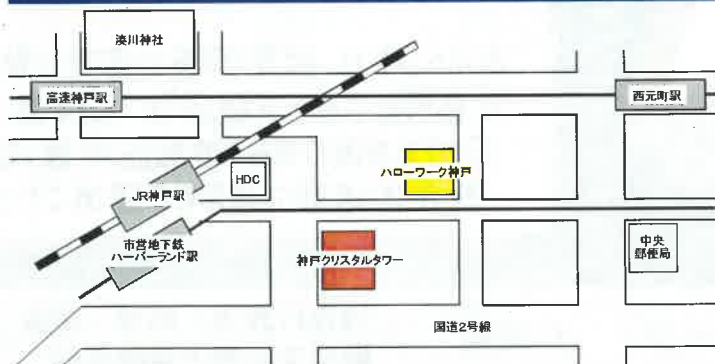 湊川神社
高速神戸駅
西元町駅
ハローワーク神戸
HDC
JR神戸駅
市営地下鉄
ハーバーランド駅
神戸クリスタルタワー
中央
郵便局
国道2号線